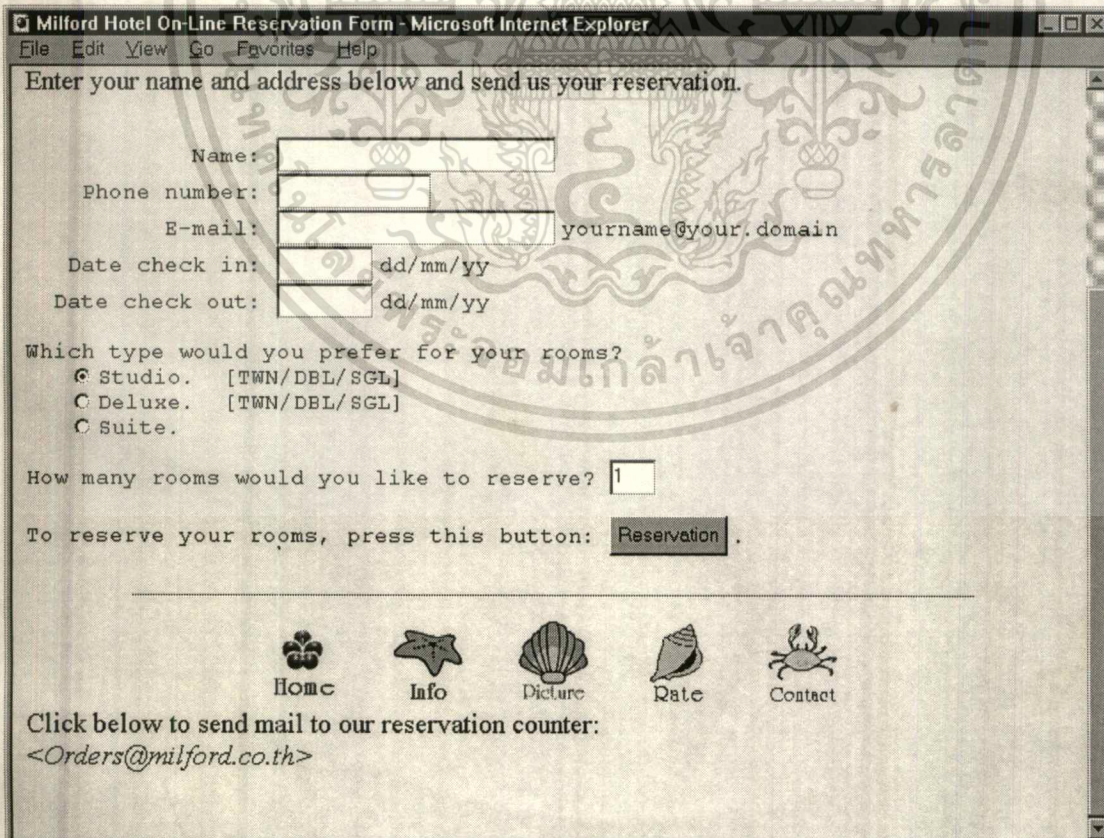 Milford Hotel On-Line Reservation Form - Microsoft Internet Explorer
File Edit View Go Favorites Help
Enter your name and address below and send us your reservation.
Name:
Phone number:
E-mail: yourname@your.domain
Date check in: dd/mm/yy
Date check out: dd/mm/yy
Which type would you prefer for your rooms?
Studio. [TWN/DBL/SGL]
Deluxe. [TWN/DBL/SGL]
Suite.
How many rooms would you like to reserve? 1
To reserve your rooms, press this button: Reservation .
Home Info Picture Rate Contact
Click below to send mail to our reservation counter:
<Orders@milford.co.th>